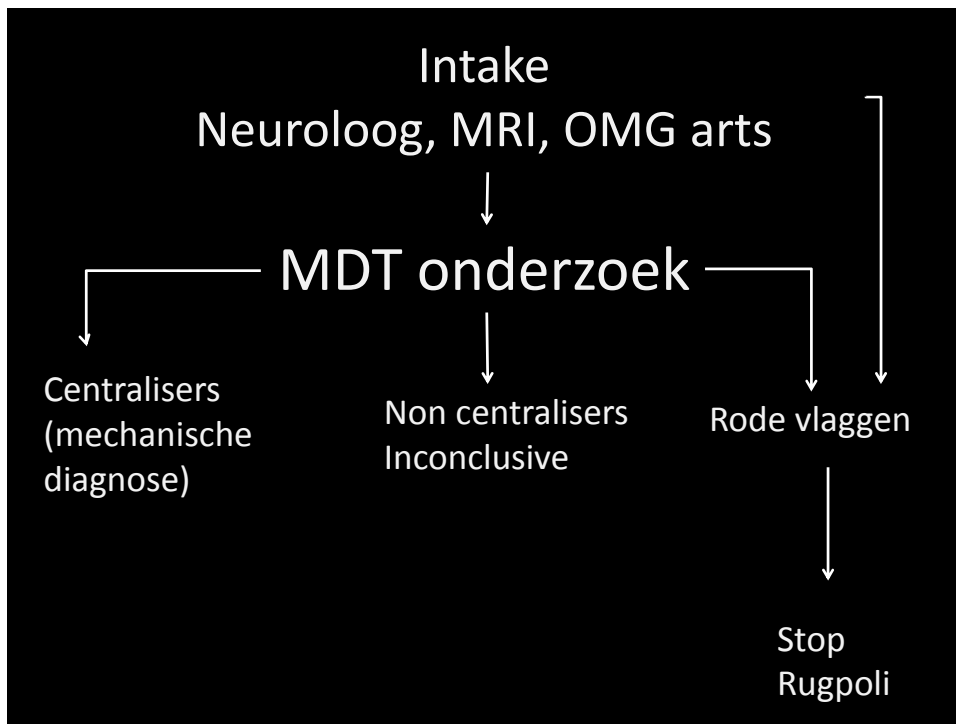 Intake
Neuroloog, MRI, OMG arts
MDT onderzoek
Centralisers
(mechanische
diagnose)
Non centralisers
Inconclusive
Rode vlaggen
Stop
Rugpoli